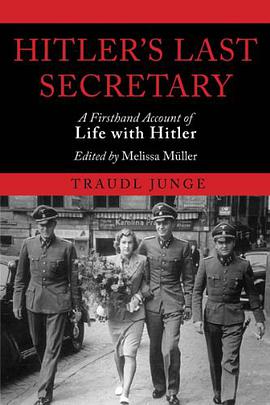 HITLER'S LAST
SECRETARY
A Firsthand Account of
Life with Hitler
Edited by Melissa Müller
TRAUDL JUNGE